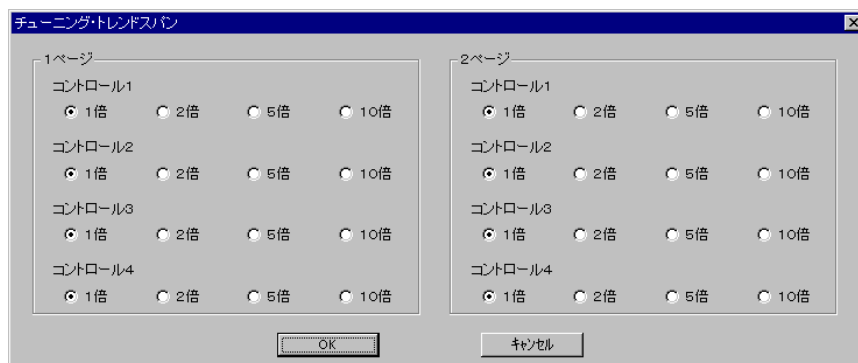 チューニング・トレンドスパン
1ページ
コントロール1
1倍 2倍 5倍 10倍
コントロール2
1倍 2倍 5倍 10倍
コントロール3
1倍 2倍 5倍 10倍
コントロール4
1倍 2倍 5倍 10倍
2ページ
コントロール1
1倍 2倍 5倍 10倍
コントロール2
1倍 2倍 5倍 10倍
コントロール3
1倍 2倍 5倍 10倍
コントロール4
1倍 2倍 5倍 10倍
OK キャンセル